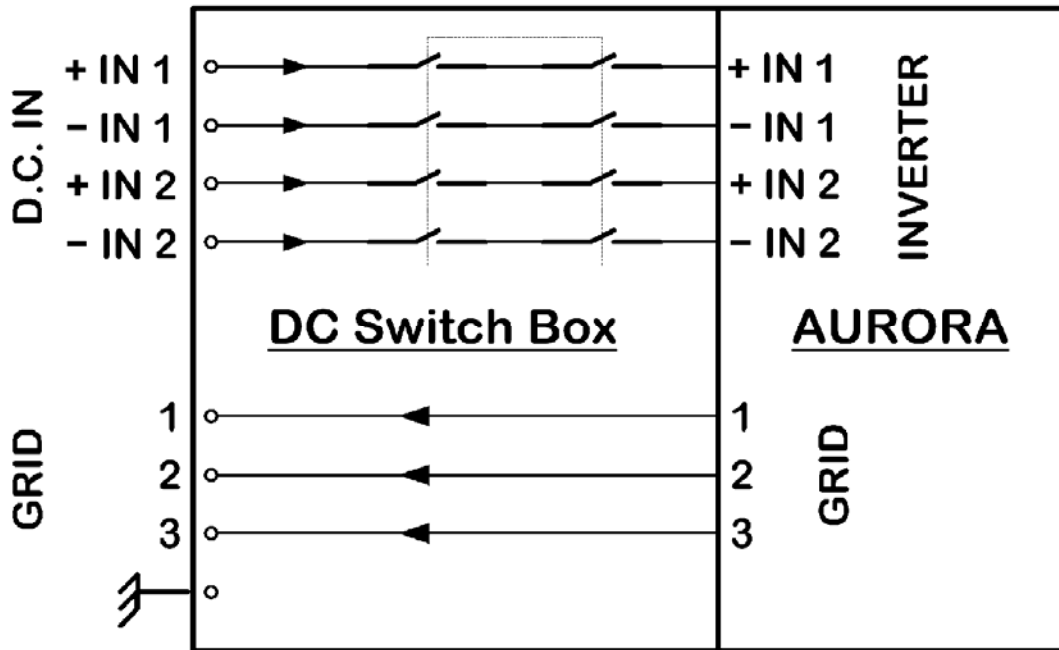 D.C. IN
+ IN 1
− IN 1
+ IN 2
− IN 2
+ IN 1
− IN 1
+ IN 2
− IN 2
INVERTER
DC Switch Box
AURORA
GRID
1
2
3
1
2
3
GRID